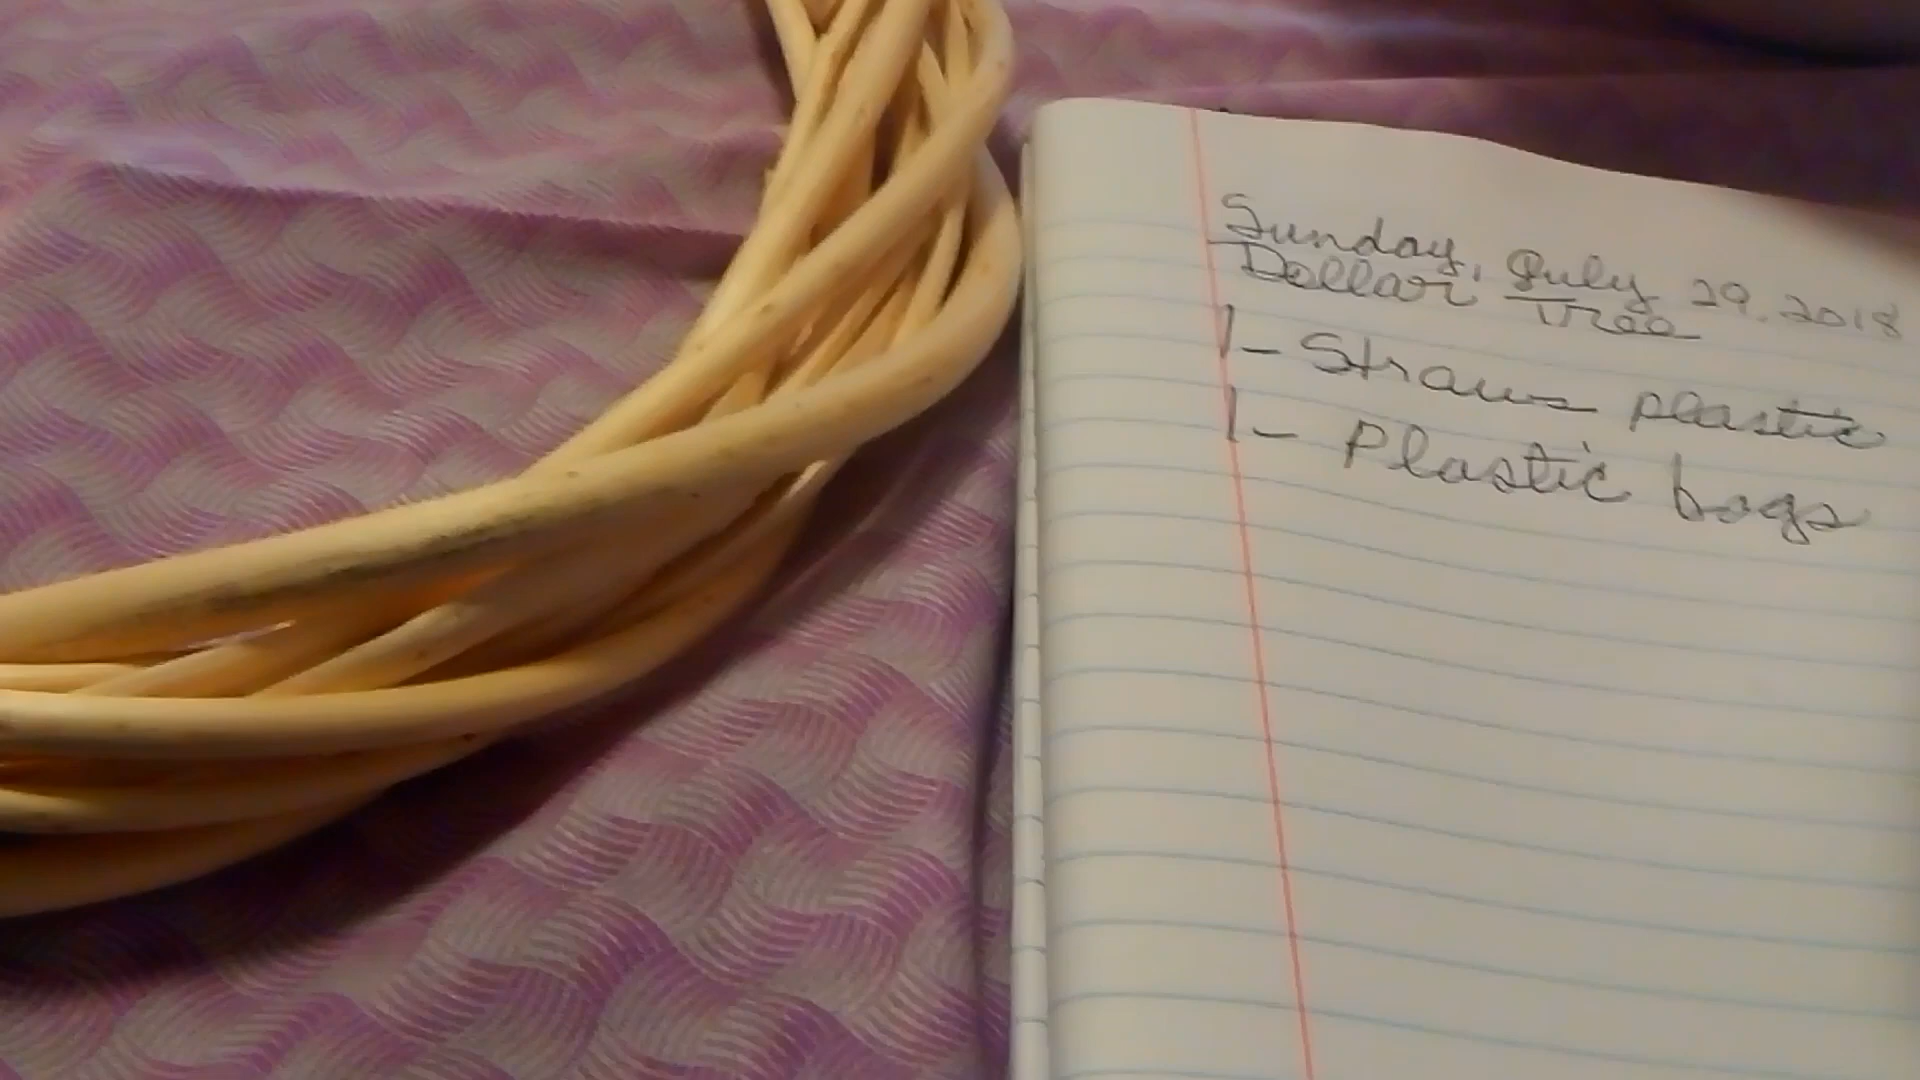 Sunday, July 29, 2018
Dollar Tree
1- Straws plastic
1- Plastic bags